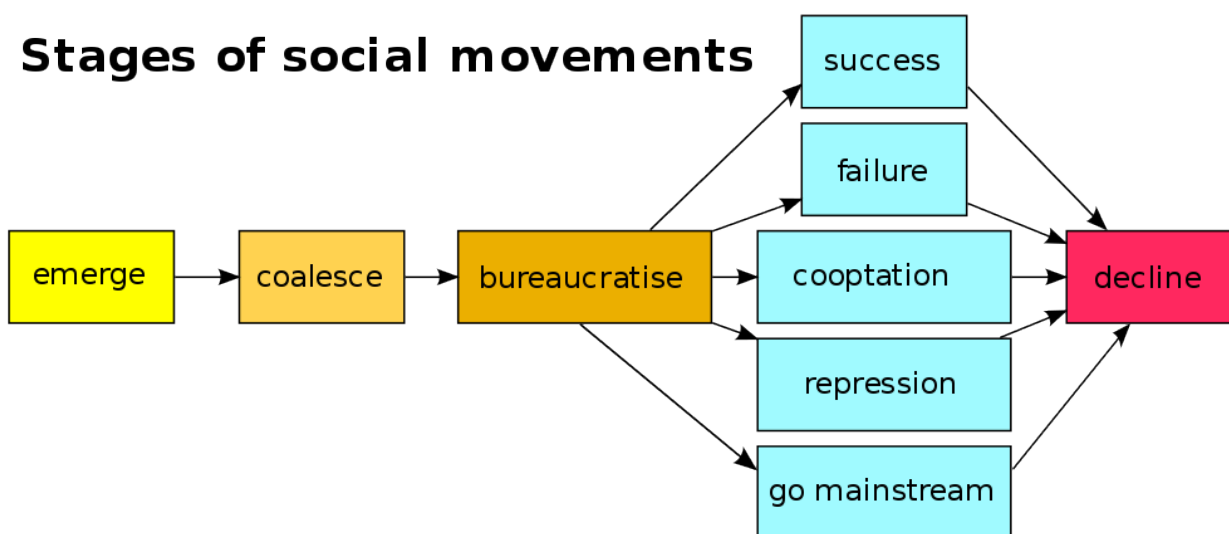 Stages of social movements
emerge
coalesce
bureaucratise
success
failure
cooptation
repression
go mainstream
decline